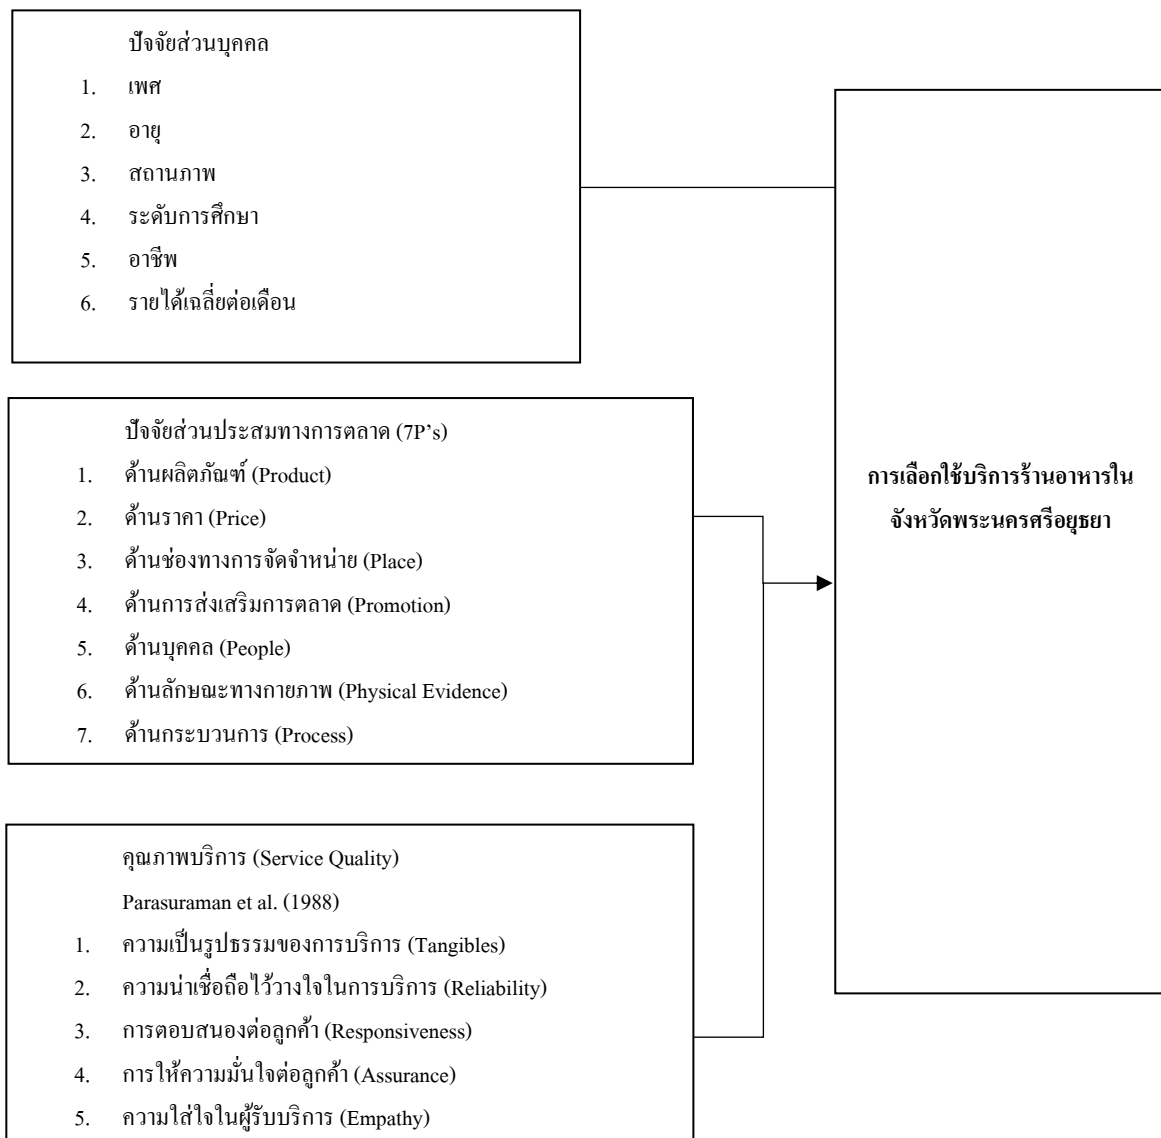 ปัจจัยส่วนบุคคล
1. เพศ
2. อายุ
3. สถานภาพ
4. ระดับการศึกษา
5. อาชีพ
6. รายได้เฉลี่ยต่อเดือน
ปัจจัยส่วนประสมทางการตลาด (7P’s)
1. ด้านผลิตภัณฑ์ (Product)
2. ด้านราคา (Price)
3. ด้านช่องทางการจัดจำหน่าย (Place)
4. ด้านการส่งเสริมการตลาด (Promotion)
5. ด้านบุคคล (People)
6. ด้านลักษณะทางกายภาพ (Physical Evidence)
7. ด้านกระบวนการ (Process)
คุณภาพบริการ (Service Quality)
Parasuraman et al. (1988)
1. ความเป็นรูปธรรมของการบริการ (Tangibles)
2. ความน่าเชื่อถือไว้วางใจในการบริการ (Reliability)
3. การตอบสนองต่อลูกค้า (Responsiveness)
4. การให้ความมั่นใจต่อลูกค้า (Assurance)
5. ความใส่ใจในผู้รับบริการ (Empathy)
การเลือกใช้บริการร้านอาหารใน
จังหวัดพระนครศรีอยุธยา